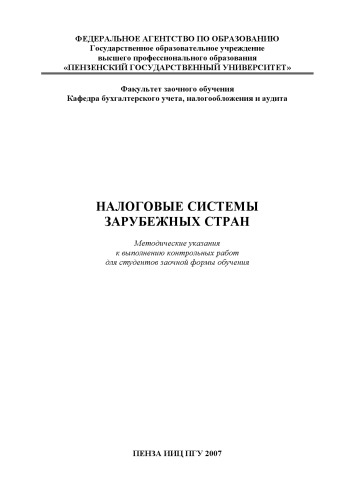 ФЕДЕРАЛЬНОЕ АГЕНТСТВО ПО ОБРАЗОВАНИЮ
Государственное образовательное учреждение
высшего профессионального образования
«ПЕНЗЕНСКИЙ ГОСУДАРСТВЕННЫЙ УНИВЕРСИТЕТ»
Факультет заочного обучения
Кафедра бухгалтерского учета, налогообложения и аудита
НАЛОГОВЫЕ СИСТЕМЫ
ЗАРУБЕЖНЫХ СТРАН
Методические указания
к выполнению контрольных работ
для студентов заочной формы обучения
ПЕНЗА ИИЦ ПГУ 2007